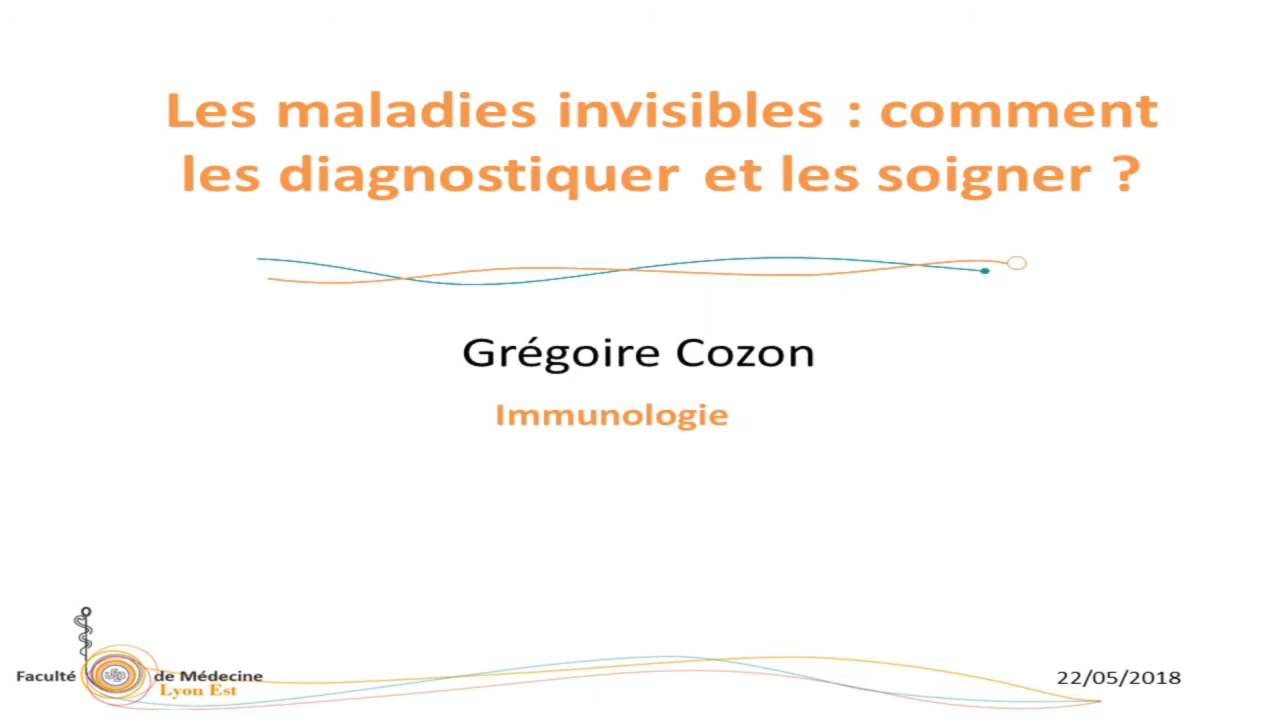 Les maladies invisibles : comment
les diagnostiquer et les soigner ?
Grégoire Cozon
Immunologie
Faculté de Médecine
Lyon Est
22/05/2018